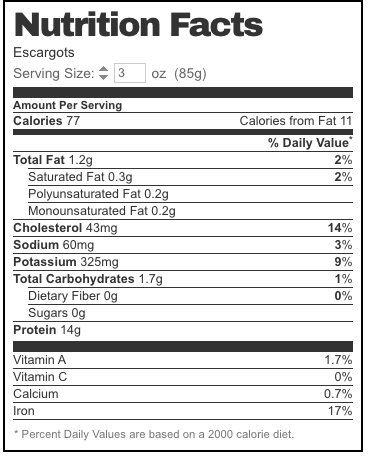 Nutrition Facts
Escargots
Serving Size: 3 oz (85g)
Amount Per Serving
Calories 77 Calories from Fat 11
% Daily Value*
Total Fat 1.2g 2%
Saturated Fat 0.3g 2%
Polyunsaturated Fat 0.2g
Monounsaturated Fat 0.2g
Cholesterol 43mg 14%
Sodium 60mg 3%
Potassium 325mg 9%
Total Carbohydrates 1.7g 1%
Dietary Fiber 0g 0%
Sugars 0g
Protein 14g
Vitamin A 1.7%
Vitamin C 0%
Calcium 0.7%
Iron 17%
* Percent Daily Values are based on a 2000 calorie diet.